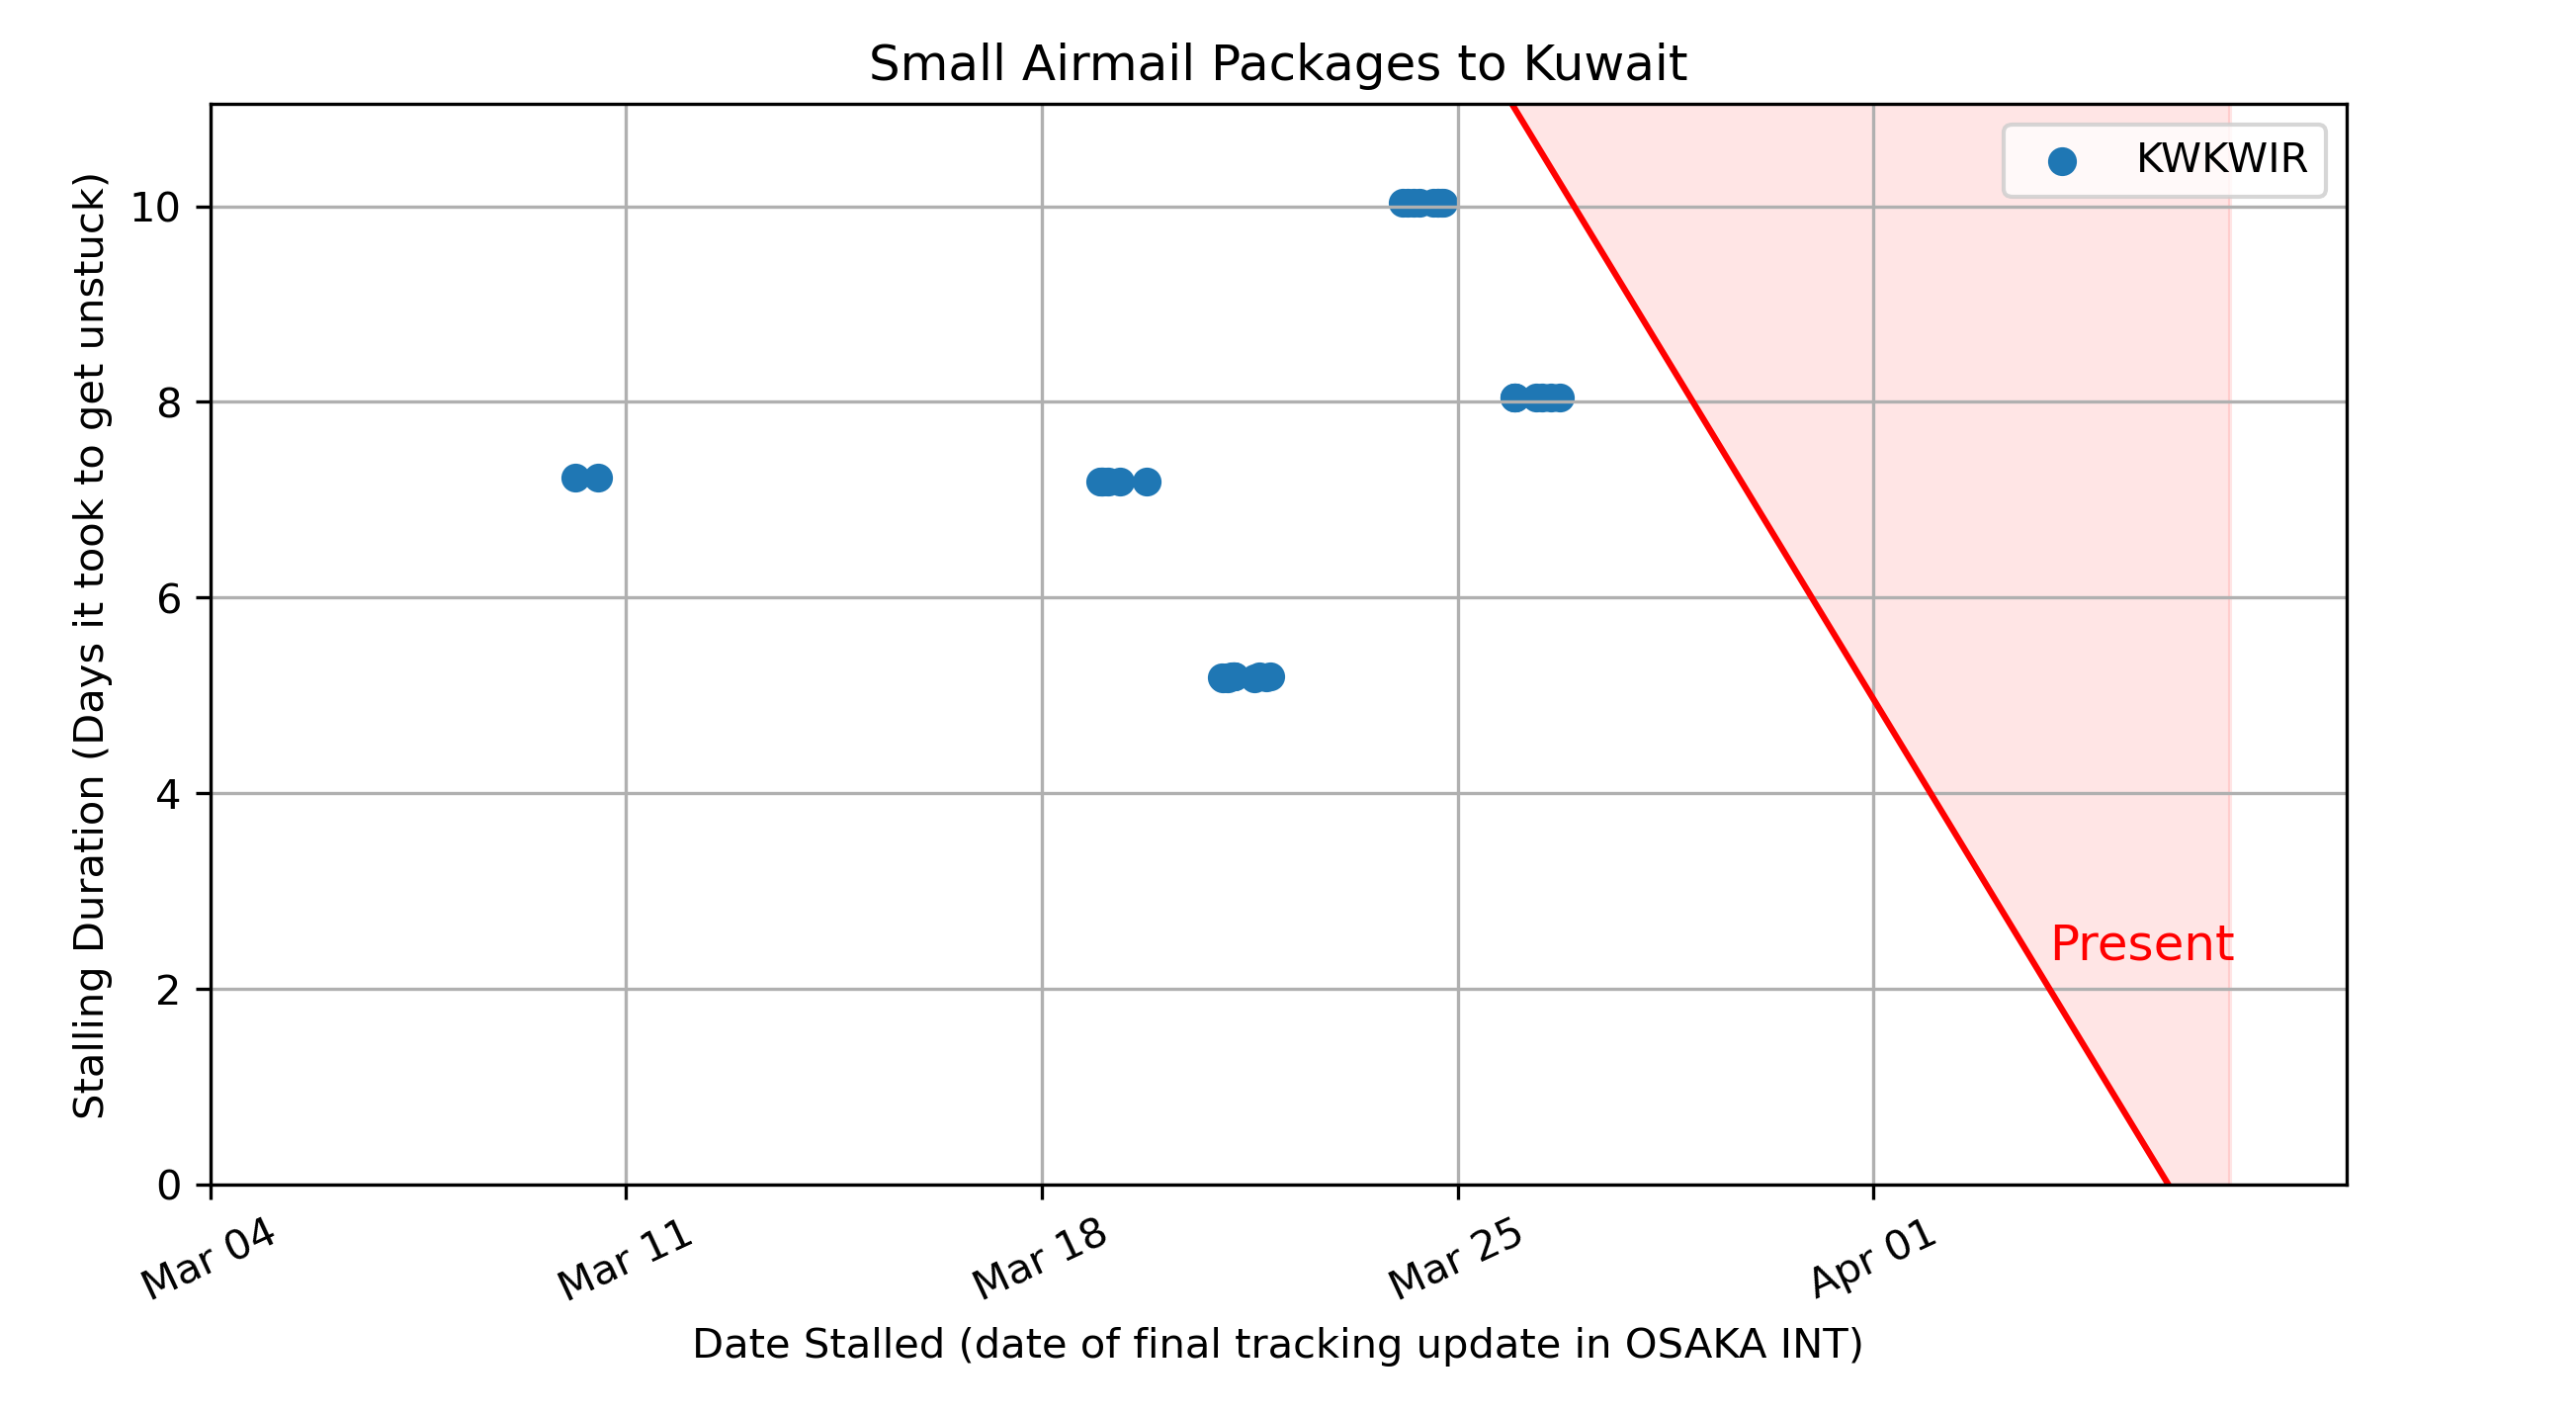 Small Airmail Packages to Kuwait
KWKWIR
Stalling Duration (Days it took to get unstuck)
10
8
6
4
2
0
Present
Mar 04
Mar 11
Mar 18
Mar 25
Apr 01
Date Stalled (date of final tracking update in OSAKA INT)